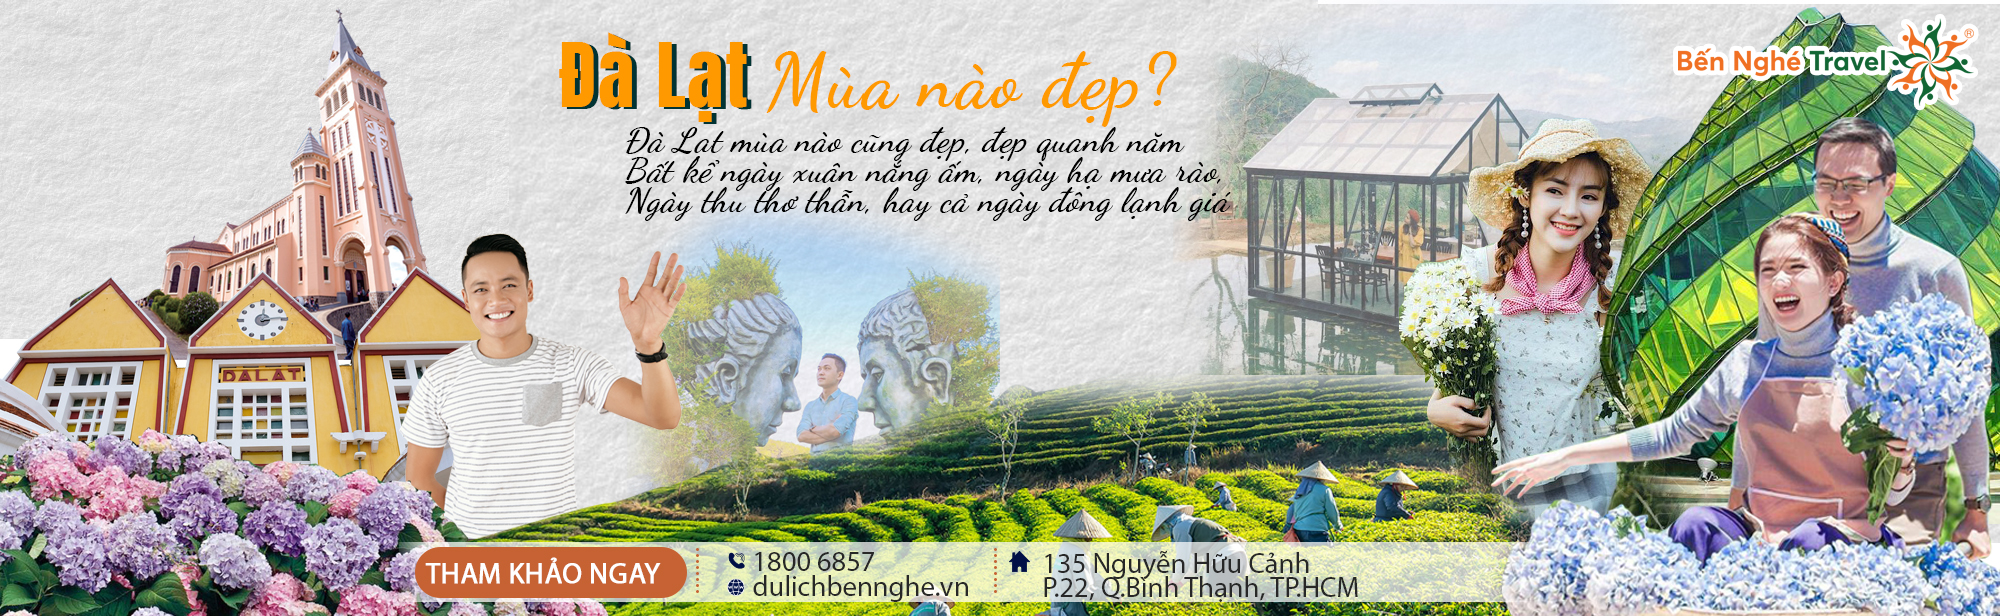 Đà Lạt Mùa nào đẹp?
Đà Lat mùa nào cũng đẹp, đẹp quanh năm
Bất kể ngày xuân nắng ấm, ngày hạ mưa rào,
Ngày thu thơ thẩn, hay cả ngày đông lạnh giá
Bến Nghé Travel ®
DALAT
THAM KHẢO NGAY
1800 6857
dulichbennghe.vn
135 Nguyễn Hữu Cảnh
P.22, Q.Bình Thạnh, TP.HCM